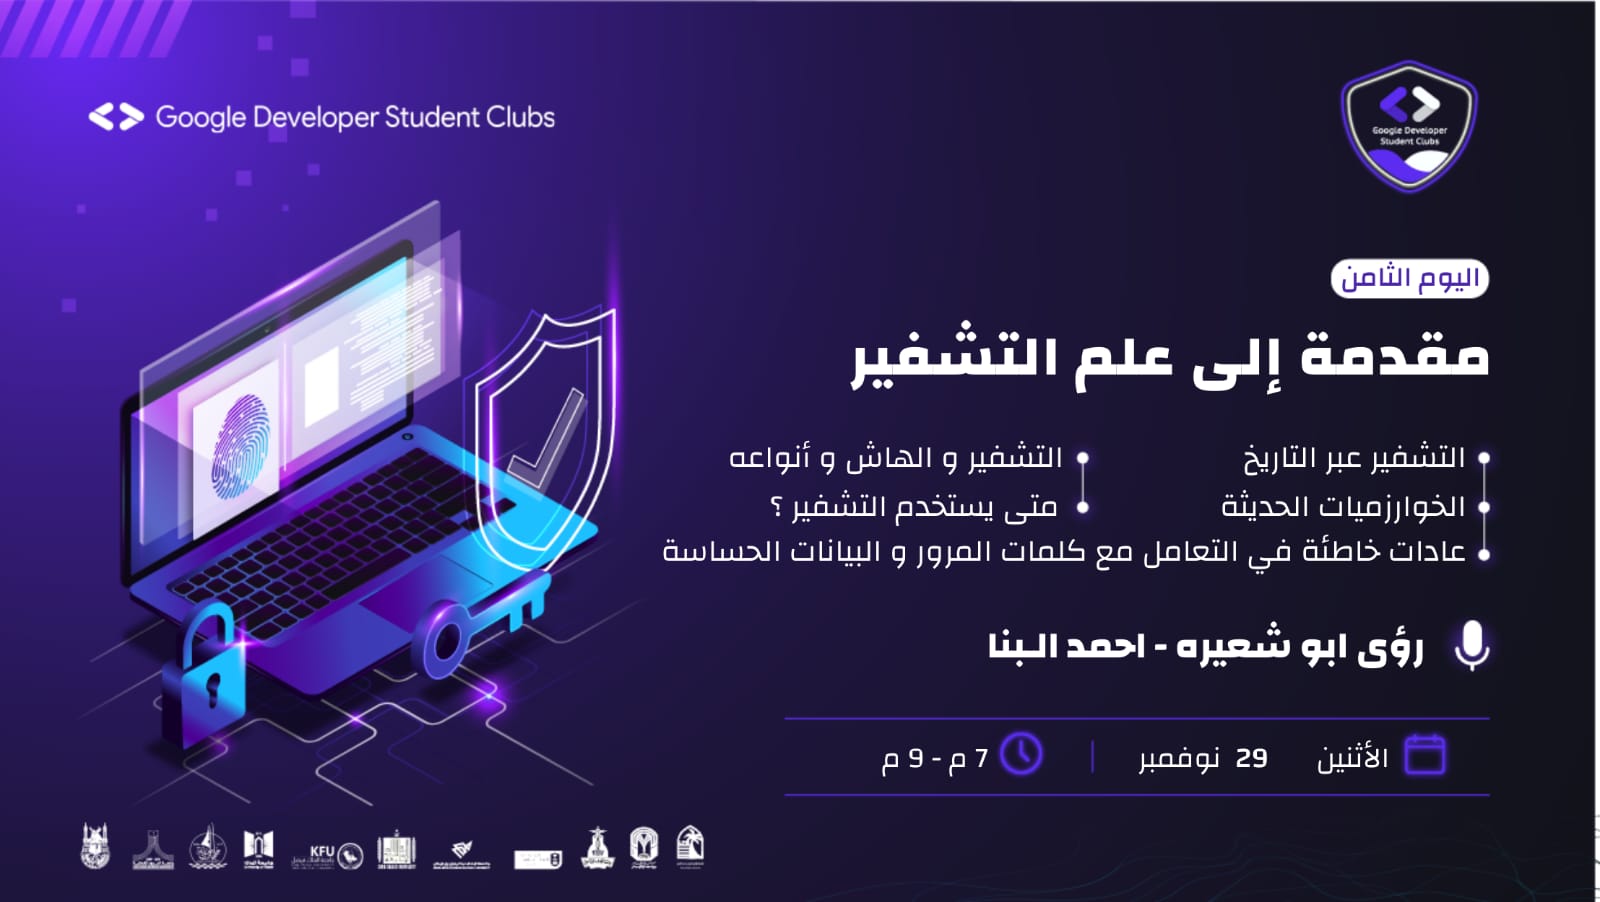 Google Developer Student Clubs
Google Developer
Student Clubs
اليوم الثامن
مقدمة إلى علم التشفير
التشفير عبر التاريخ
التشفير و الهاش و أنواعه
الخوارزميات الحديثة
متى يستخدم التشفير ؟
عادات خاطئة في التعامل مع كلمات المرور و البيانات الحساسة
رؤى ابو شعيره - احمد البنا
الأثنين 29 نوفمبر
7 م - 9 م
KFU